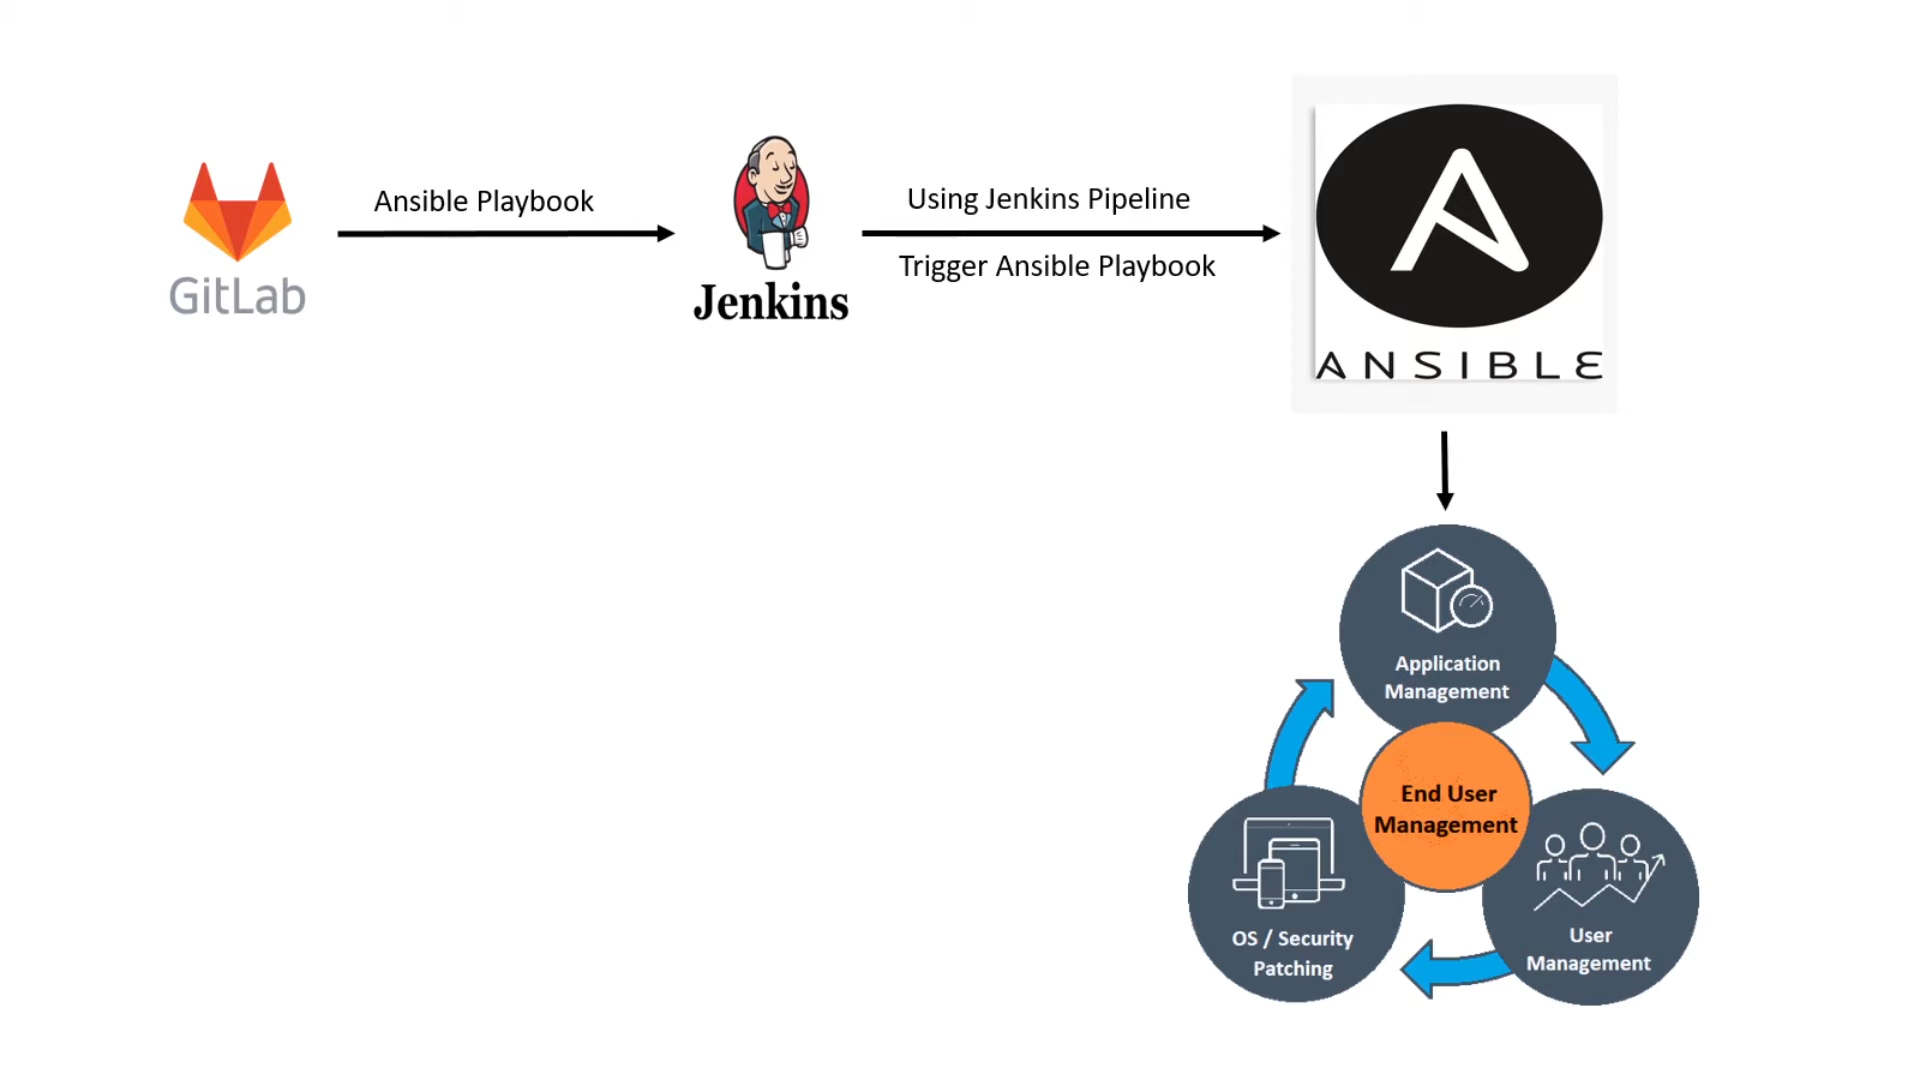 GitLab
Ansible Playbook
Jenkins
Using Jenkins Pipeline
Trigger Ansible Playbook
ANSIBLE
Application
Management
End User
Management
OS / Security
Patching
User
Management